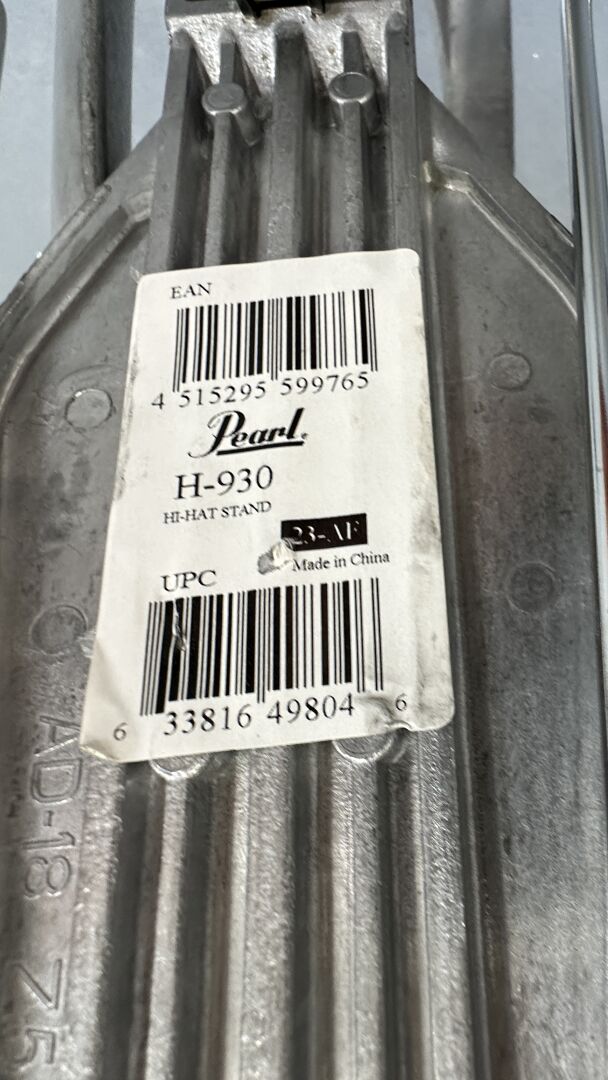 EAN
4 515295 599765
Pearl.
H-930
HI-HAT STAND
23-AF
Made in China
UPC
6 33816 49804 6
AD-18 Z5